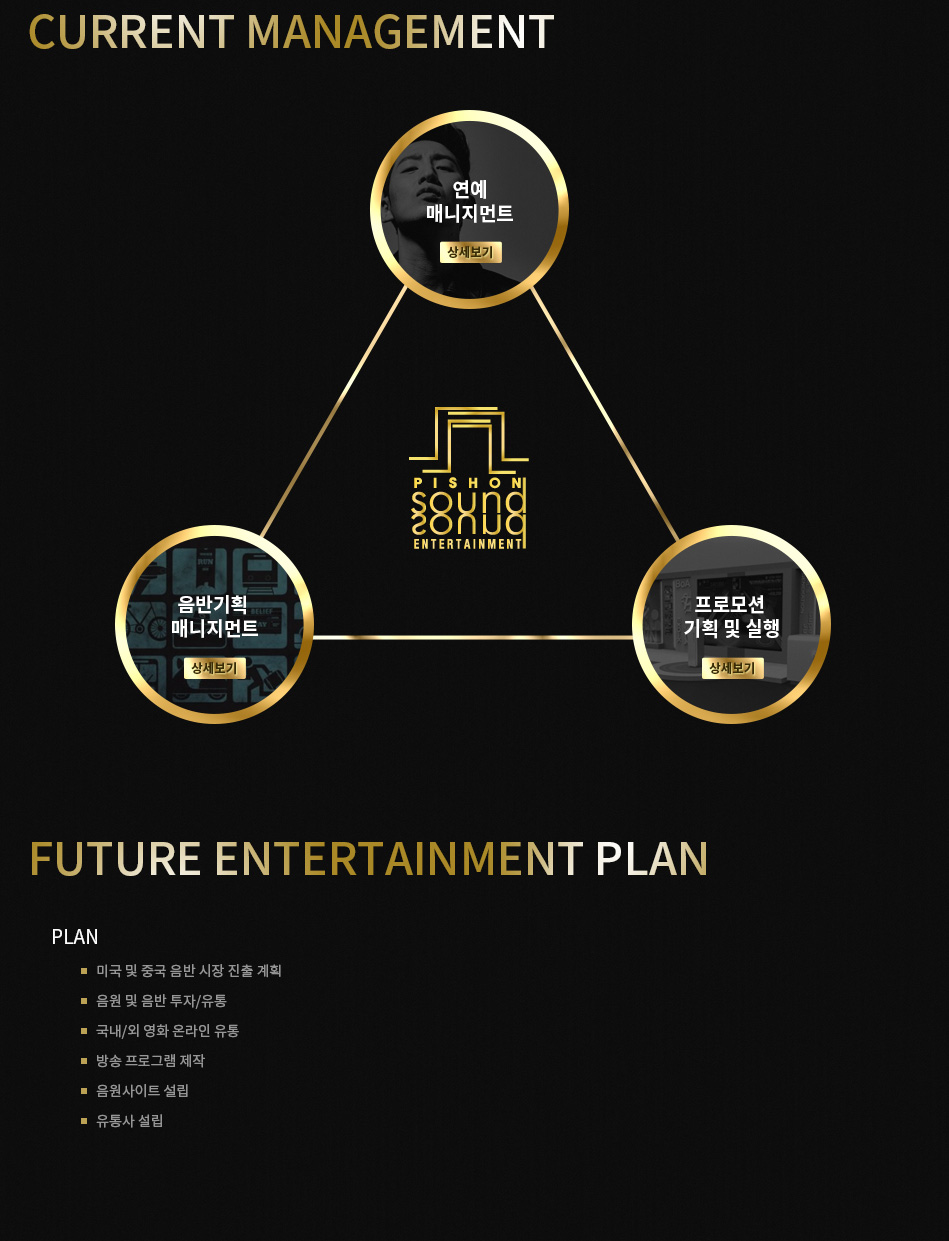 CURRENT MANAGEMENT
연예
매니지먼트
상세보기
PISHON
sound
ENTERTAINMENT
음반기획
매니지먼트
상세보기
프로모션
기획 및 실행
상세보기
FUTURE ENTERTAINMENT PLAN
PLAN
미국 및 중국 음반 시장 진출 계획
음원 및 음반 투자/유통
국내/외 영화 온라인 유통
방송 프로그램 제작
음원사이트 설립
유통사 설립